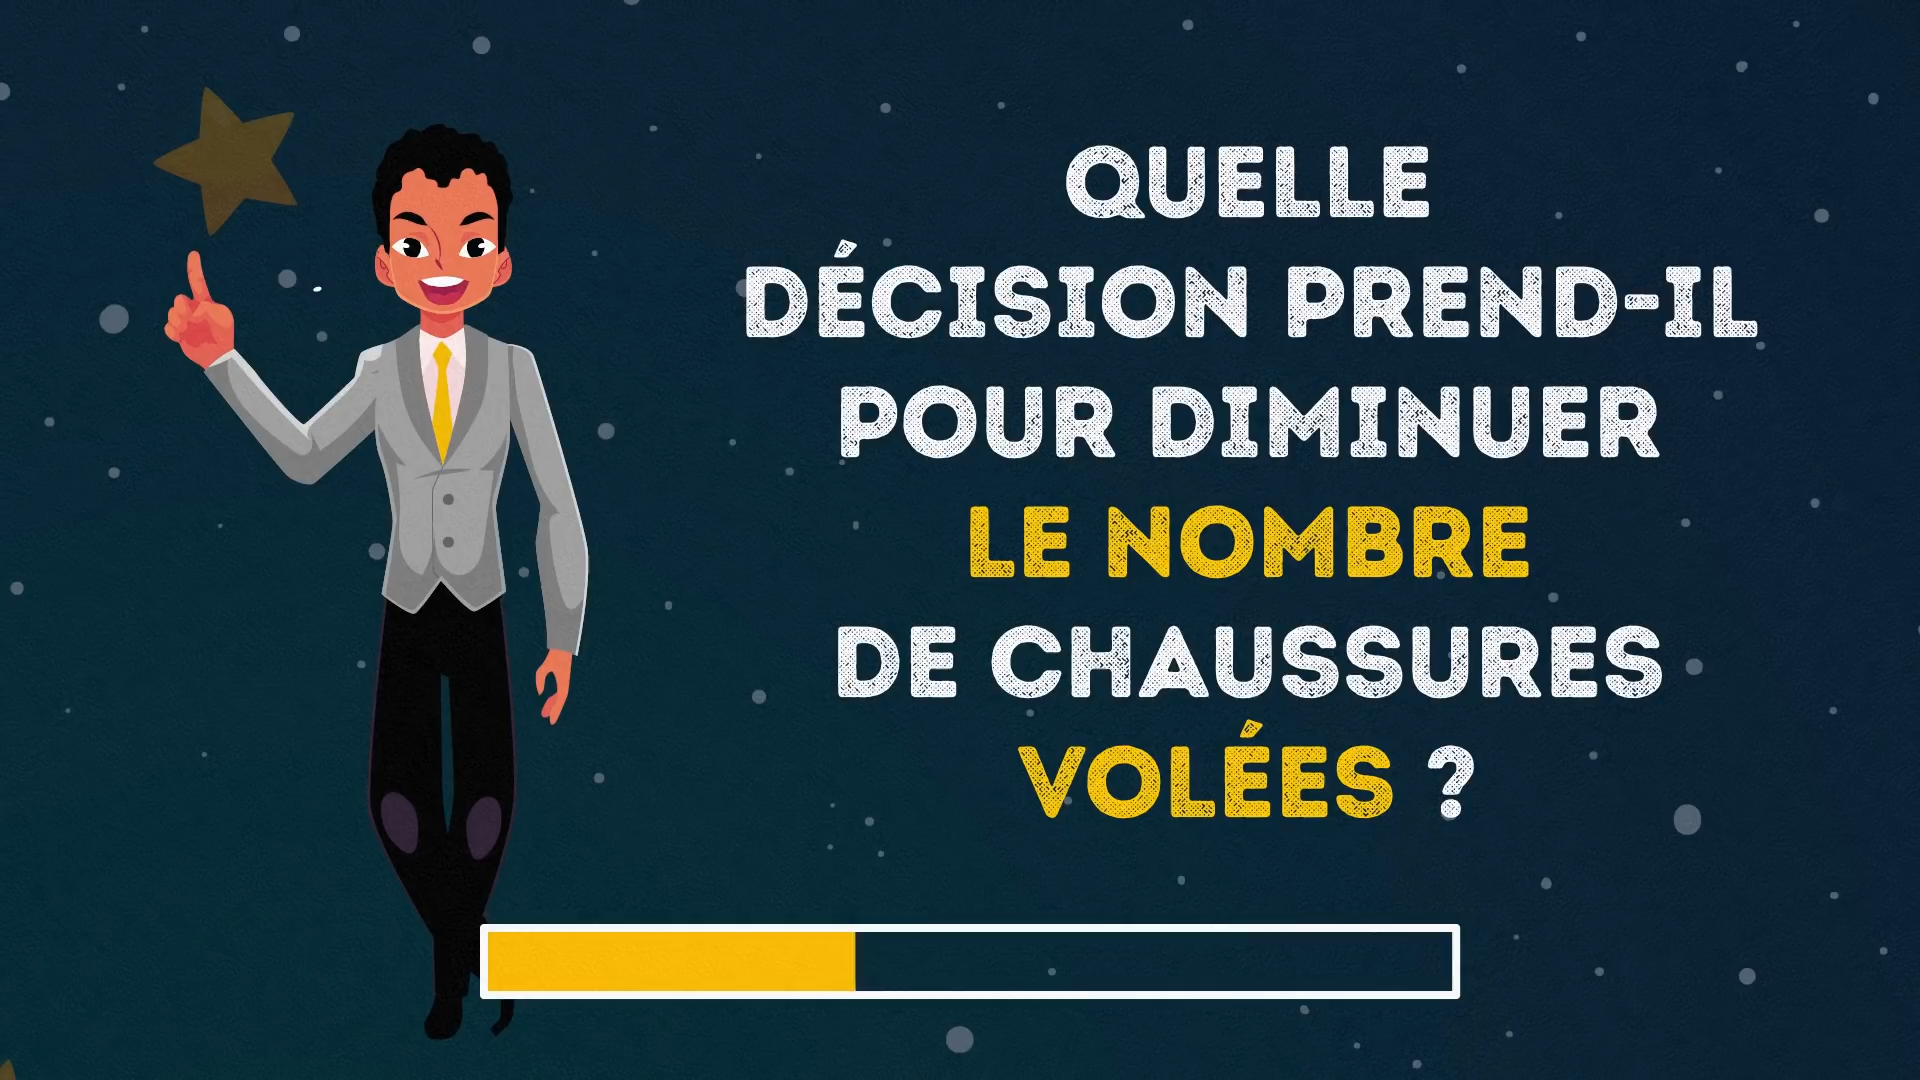 QUELLE
DÉCISION PREND-IL
POUR DIMINUER
LE NOMBRE
DE CHAUSSURES
VOLÉES ?